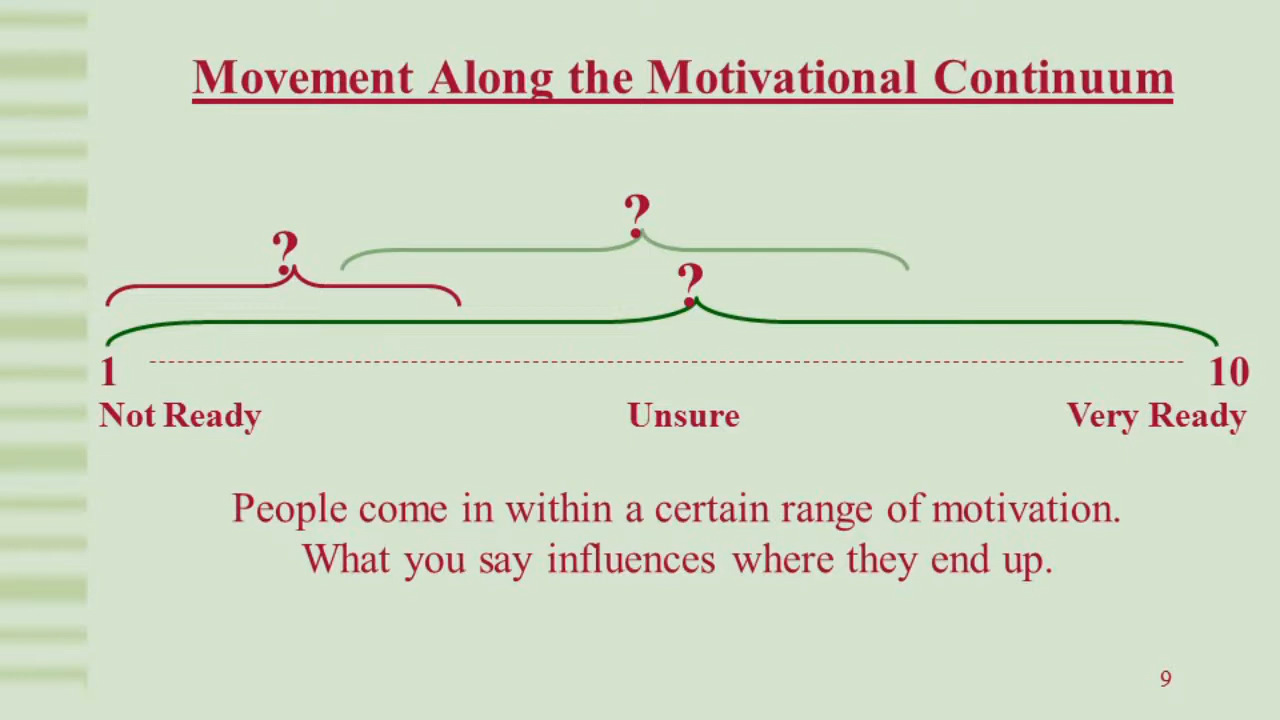 Movement Along the Motivational Continuum
?
?
?
1
10
Not Ready
Unsure
Very Ready
People come in within a certain range of motivation.
What you say influences where they end up.
9